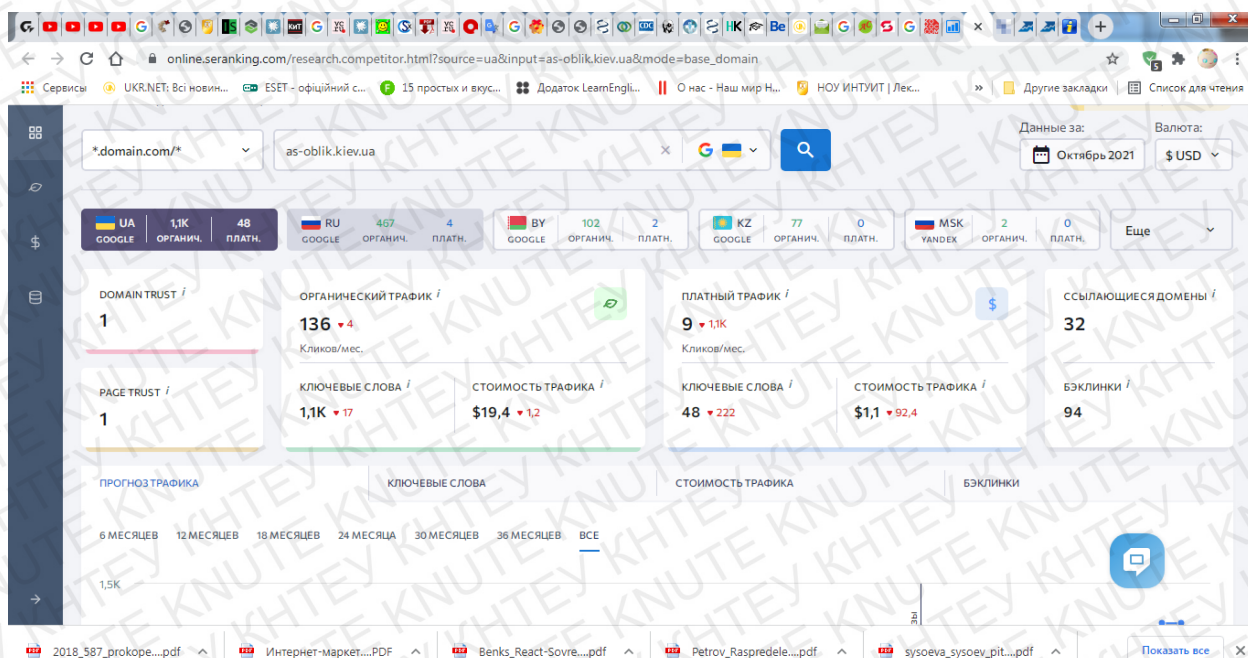 online.seranking.com/research.competitor.html?source=ua&input=as-oblik.kiev.ua&mode=base_domain
Сервисы UKR.NET: Всі новин... ESET - офіційний с... 15 простых и вкус... Додаток LearnEngli... О нас - Наш мир Н... НОУ ИНТУИТ | Лек... » Другие закладки Список для чтения
Данные за: Валюта:
*.domain.com/* as-oblik.kiev.ua Октябрь 2021 $ USD
UA 1,1K 48 RU 467 4 BY 102 2 KZ 77 0 MSK 2 0 Еще
GOOGLE ОРГАНИЧ. ПЛАТН. GOOGLE ОРГАНИЧ. ПЛАТН. GOOGLE ОРГАНИЧ. ПЛАТН. GOOGLE ОРГАНИЧ. ПЛАТН. YANDEX ОРГАНИЧ. ПЛАТН.
DOMAIN TRUST i ОРГАНИЧЕСКИЙ ТРАФИК i ПЛАТНЫЙ ТРАФИК i $ ССЫЛАЮЩИЕСЯ ДОМЕНЫ i
1 136 4 9 1,1K 32
Кликов/мес. Кликов/мес.
PAGE TRUST i КЛЮЧЕВЫЕ СЛОВА i СТОИМОСТЬ ТРАФИКА i КЛЮЧЕВЫЕ СЛОВА i СТОИМОСТЬ ТРАФИКА i БЭКЛИНКИ i
1 1,1K 17 $19,4 1,2 48 222 $1,1 92,4 94
ПРОГНОЗ ТРАФИКА КЛЮЧЕВЫЕ СЛОВА СТОИМОСТЬ ТРАФИКА БЭКЛИНКИ
6 МЕСЯЦЕВ 12 МЕСЯЦЕВ 18 МЕСЯЦЕВ 24 МЕСЯЦА 30 МЕСЯЦЕВ 36 МЕСЯЦЕВ ВСЕ
1,5K
2018_587_prokope....pdf Интернет-маркет....PDF Benks_React-Sovre....pdf Petrov_Raspredele....pdf sysoeva_sysoev_pit....pdf Показать все